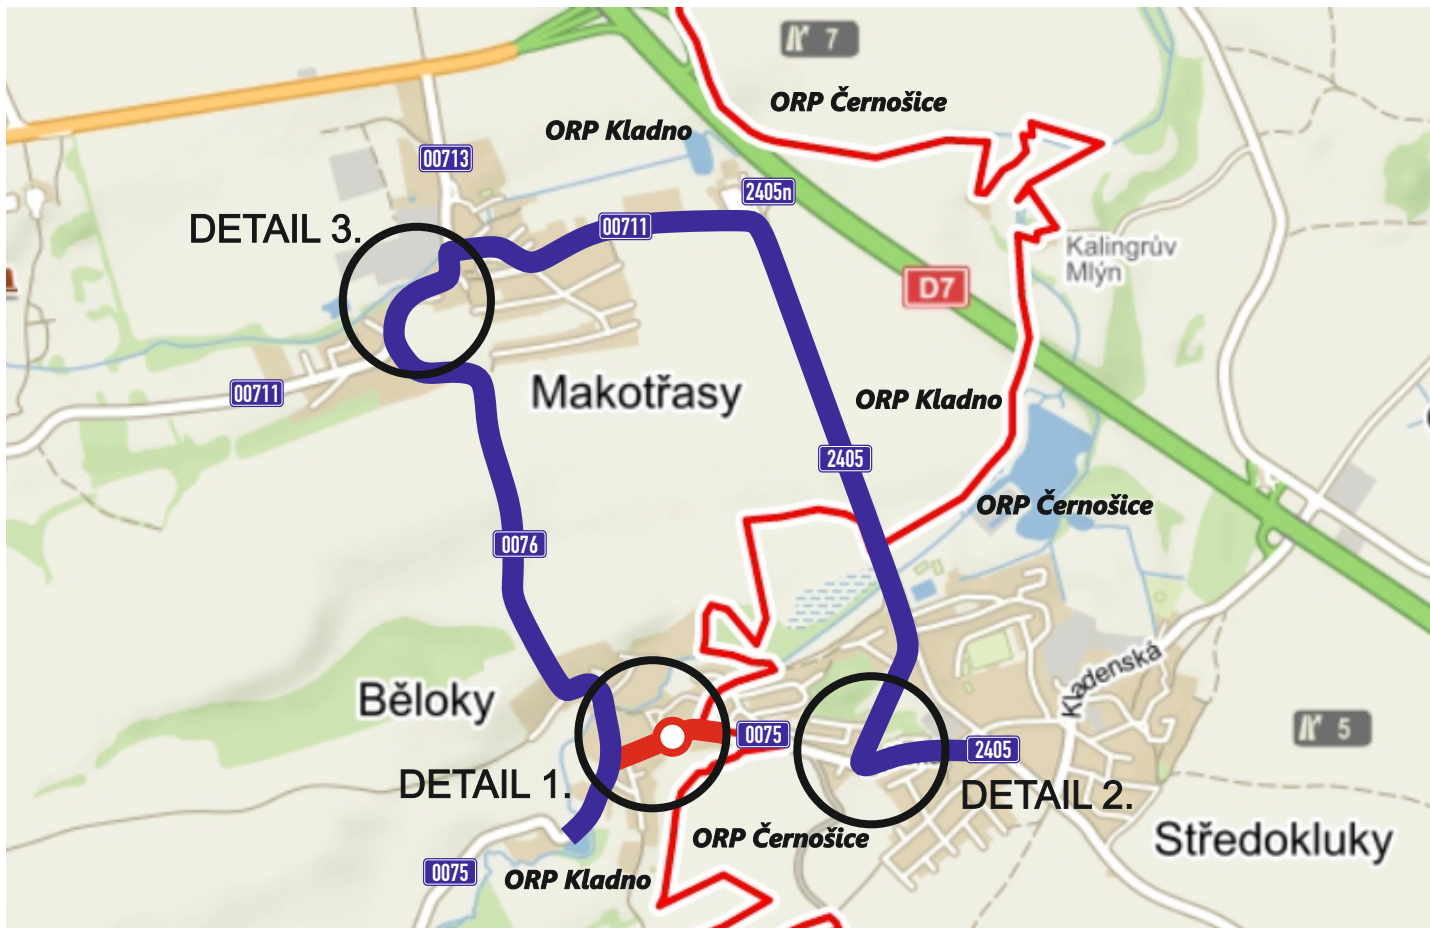 7
ORP Černošice
ORP Kladno
00713
2405n
DETAIL 3.
00711
Kalingrův
Mlýn
D7
00711
Makotřasy
ORP Kladno
2405
ORP Černošice
0076
Kladenská
Běloky
0075
2405
5
DETAIL 1.
DETAIL 2.
ORP Černošice
Středokluky
0075
ORP Kladno